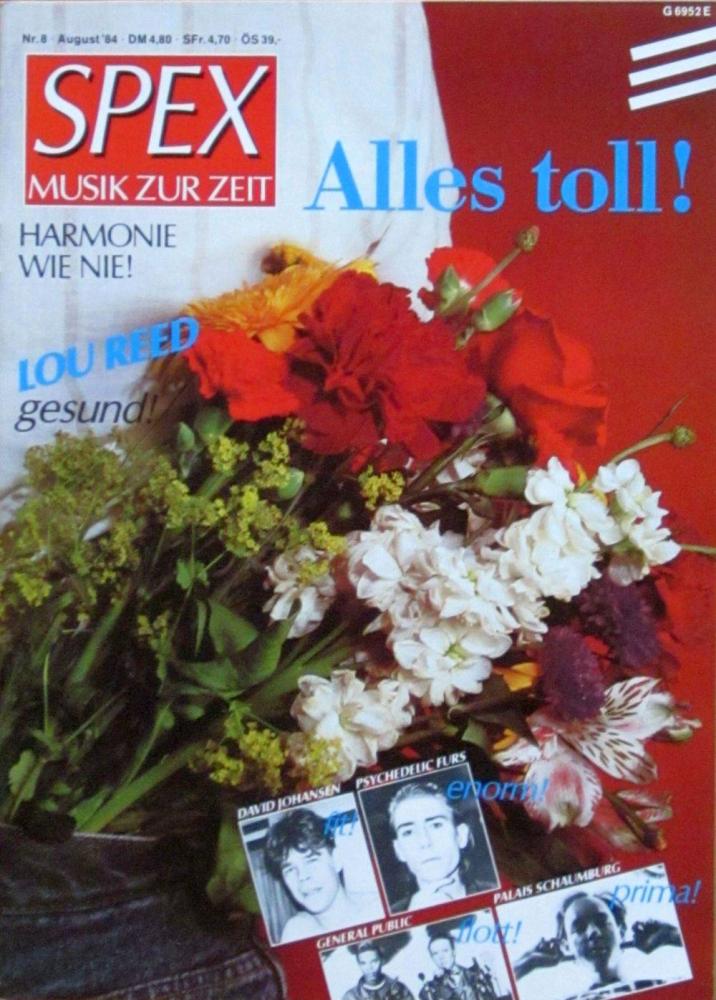 G 6952 E
Nr. 8 · August '84 · DM 4,80 · SFr. 4,70 · ÖS 39,-
SPEX
MUSIK ZUR ZEIT
Alles toll!
HARMONIE
WIE NIE!
LOU REED
gesund!
DAVID JOHANSEN
fit!
PSYCHEDELIC FURS
enorm!
GENERAL PUBLIC
flott!
PALAIS SCHAUMBURG
prima!